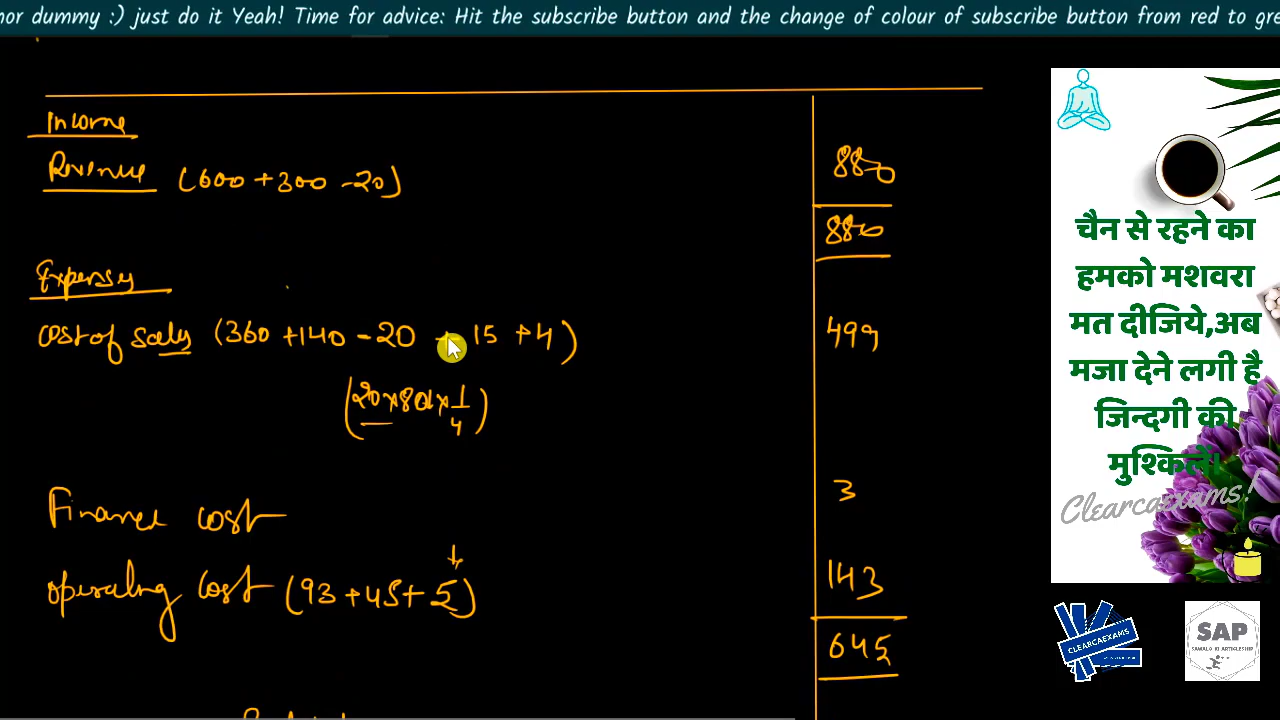 nor dummy :) just do it Yeah! Time for advice: Hit the subscribe button and the change of colour of subscribe button from red to gre
Income
Revenue (600 + 300 - 20) 880
880
Expenses
cost of sales (360 + 140 - 20 + 15 + 4) 499
(20 × 80% × 1/4)
Finance cost 3
operating cost (93 + 45 + 5) 143
645
चैन से रहने का
हमको मशवरा
मत दीजिये,अब
मजा देने लगी है
जिन्दगी की
मुश्किलें।
Clearcaexams!
CLEARCAEXAMS
SAP
SAWALO KI ARTICLESHIP